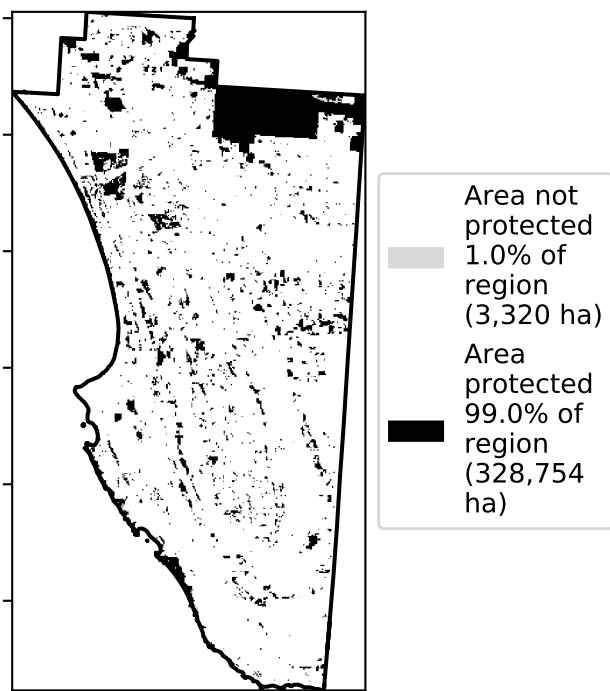 Area not
protected
1.0% of
region
(3,320 ha)
Area
protected
99.0% of
region
(328,754
ha)